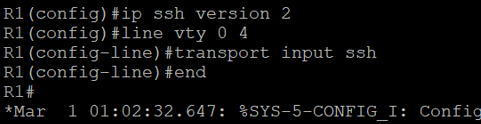 R1(config)#ip ssh version 2
R1(config)#line vty 0 4
R1(config-line)#transport input ssh
R1(config-line)#end
R1#
*Mar  1 01:02:32.647: %SYS-5-CONFIG_I: Config